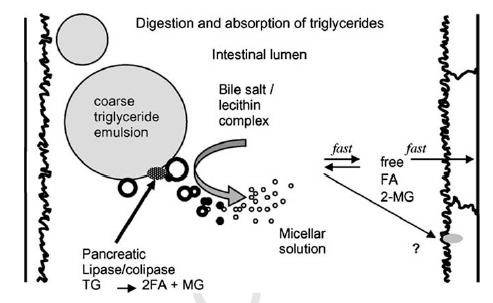 Digestion and absorption of triglycerides
Intestinal lumen
Bile salt /
lecithin
complex
coarse
triglyceride
emulsion
fast
fast
free
FA
2-MG
Micellar
solution
?
Pancreatic
Lipase/colipase
TG → 2FA + MG